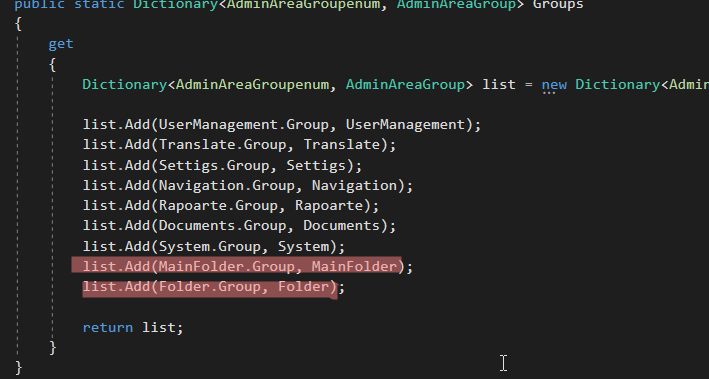 public static Dictionary<AdminAreaGroupenum, AdminAreaGroup> Groups
{
get
{
Dictionary<AdminAreaGroupenum, AdminAreaGroup> list = new Dictionary<Admin
list.Add(UserManagement.Group, UserManagement);
list.Add(Translate.Group, Translate);
list.Add(Settigs.Group, Settigs);
list.Add(Navigation.Group, Navigation);
list.Add(Rapoarte.Group, Rapoarte);
list.Add(Documents.Group, Documents);
list.Add(System.Group, System);
list.Add(MainFolder.Group, MainFolder);
list.Add(Folder.Group, Folder);
return list;
}
}